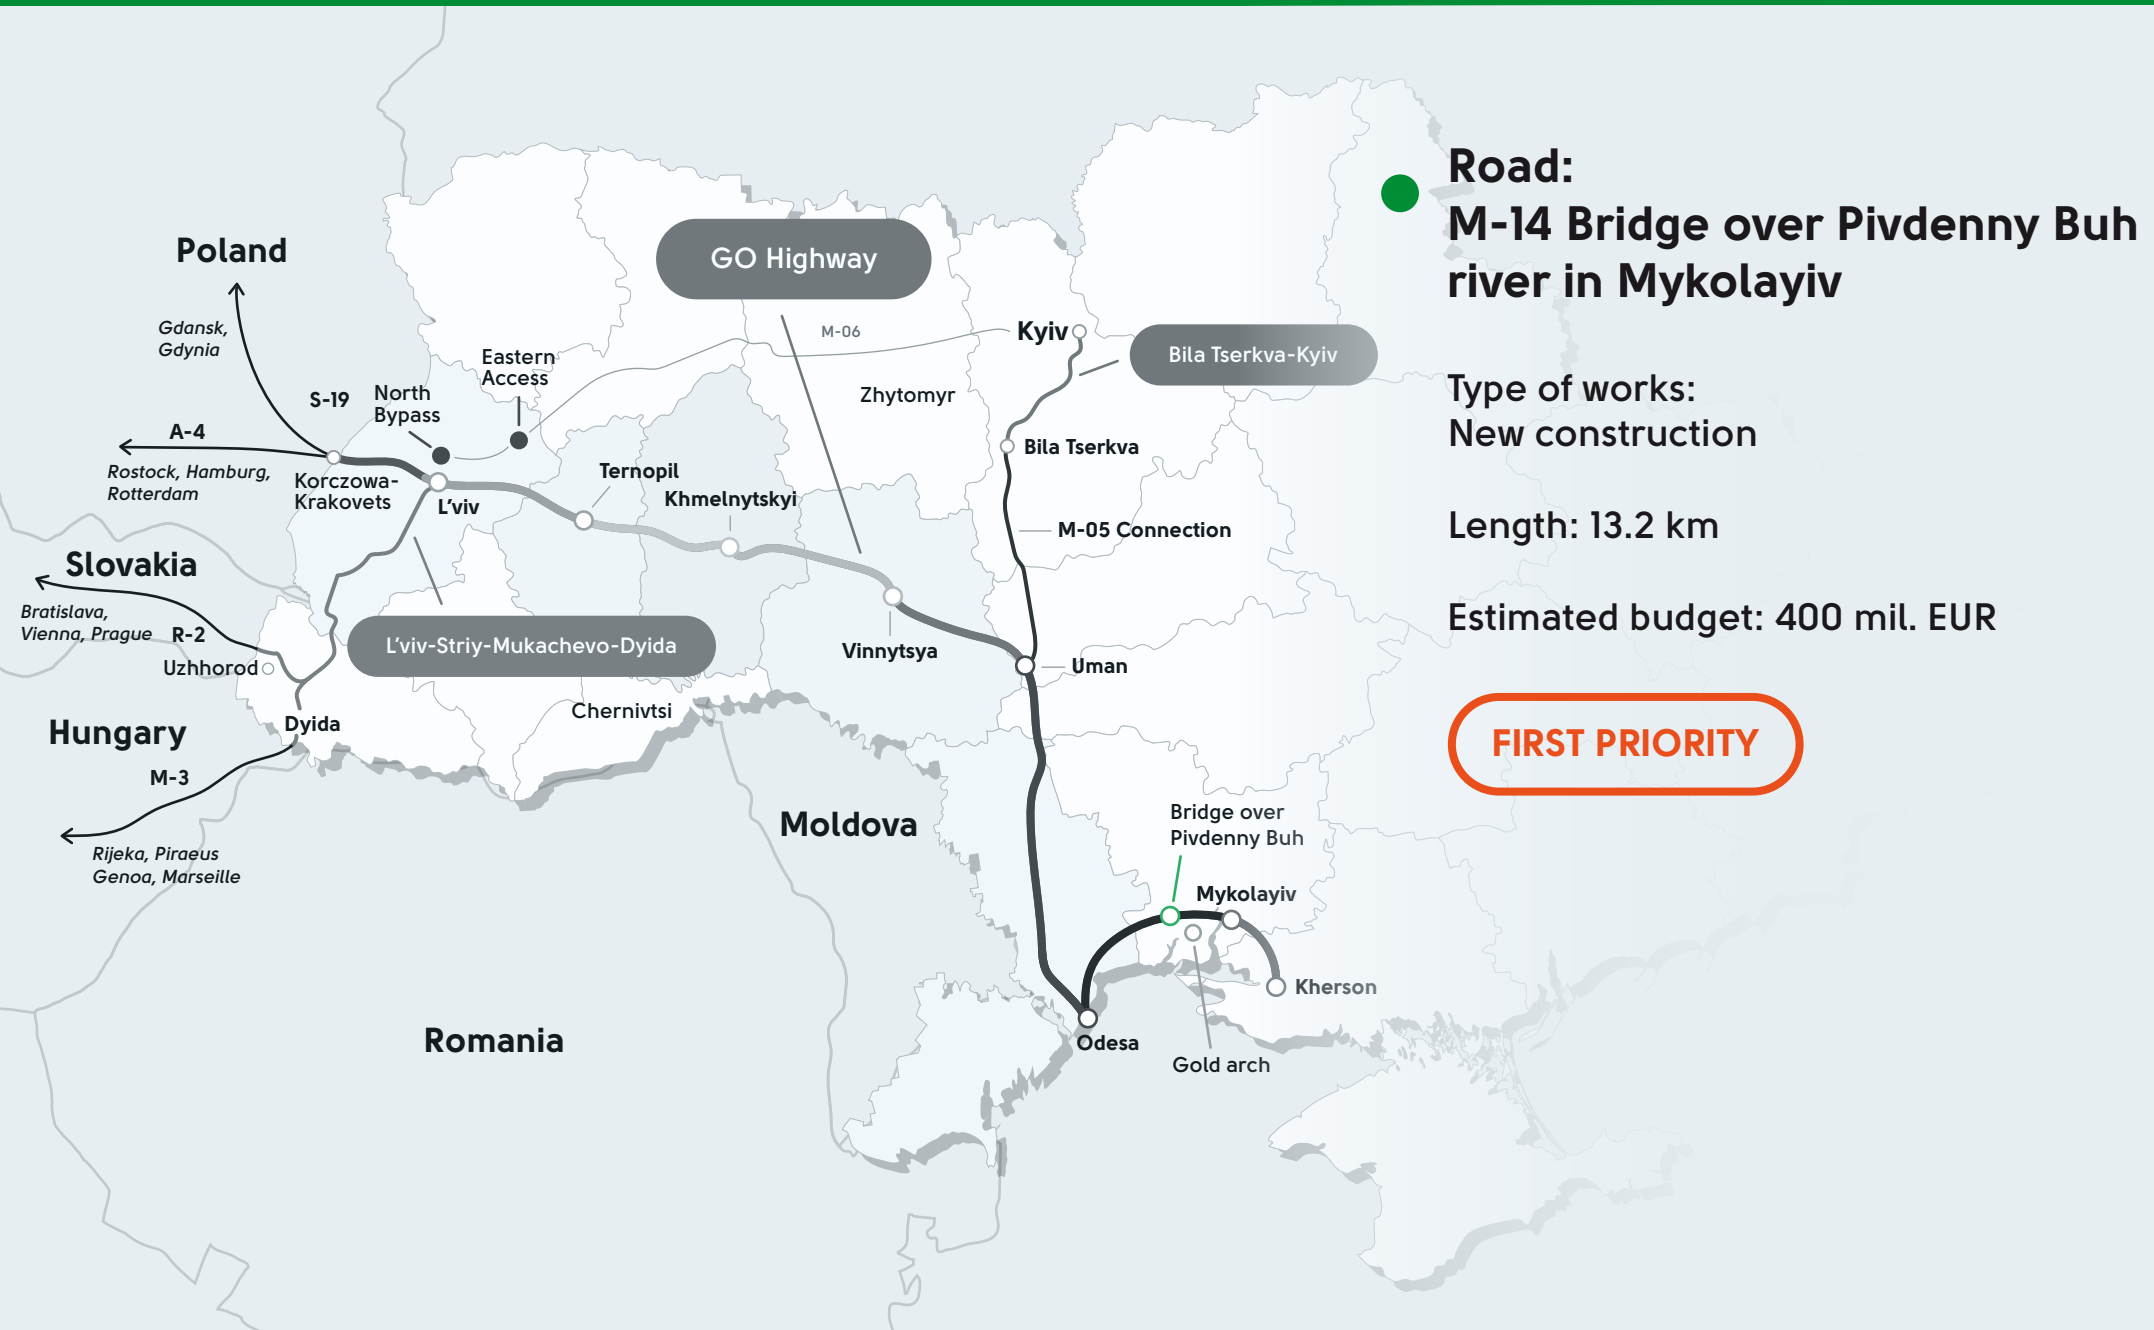 Road:
M-14 Bridge over Pivdenny Buh
river in Mykolayiv
Type of works:
New construction
Length: 13.2 km
Estimated budget: 400 mil. EUR
FIRST PRIORITY
Poland
Gdansk,
Gdynia
S-19
A-4
Rostock, Hamburg,
Rotterdam
Korczowa-
Krakovets
North
Bypass
Eastern
Access
L'viv
GO Highway
M-06
Kyiv
Bila Tserkva-Kyiv
Zhytomyr
Bila Tserkva
Ternopil
Khmelnytskyi
M-05 Connection
Slovakia
Bratislava,
Vienna, Prague
R-2
Uzhhorod
L'viv-Striy-Mukachevo-Dyida
Vinnytsya
Uman
Chernivtsi
Dyida
Hungary
M-3
Rijeka, Piraeus
Genoa, Marseille
Moldova
Bridge over
Pivdenny Buh
Mykolayiv
Kherson
Odesa
Gold arch
Romania